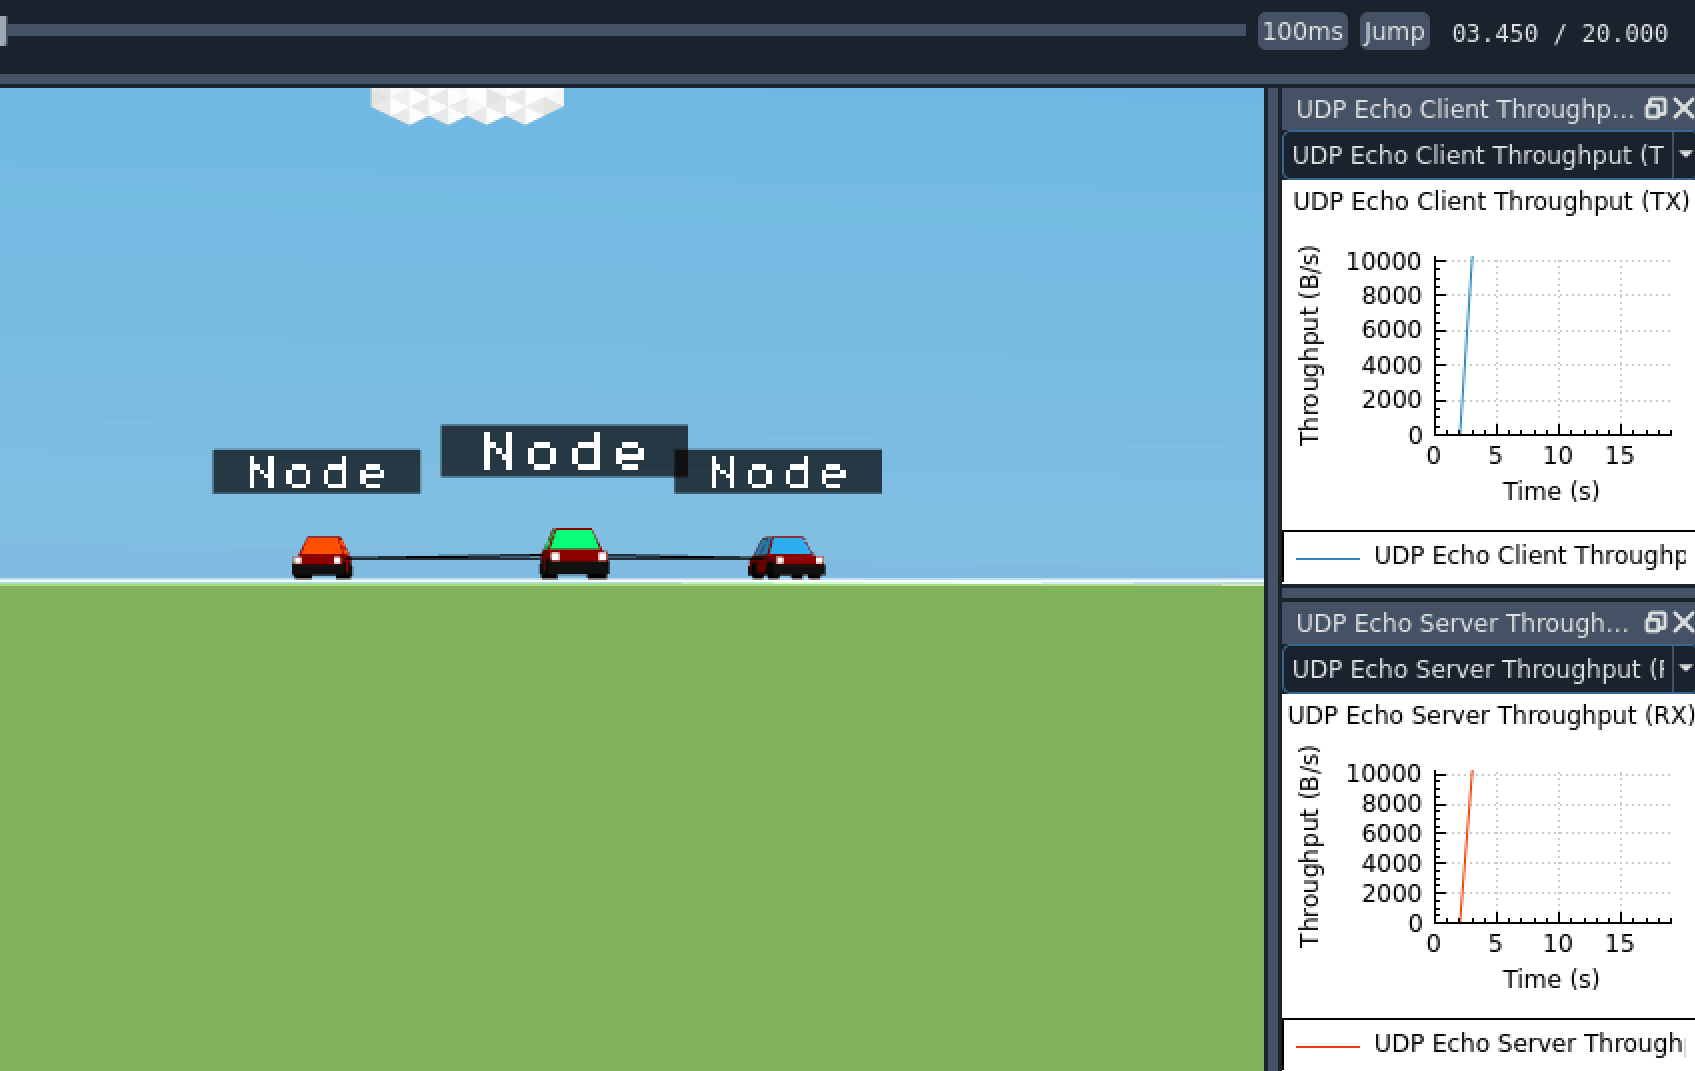 100ms Jump 03.450 / 20.000
Node
Node
Node
UDP Echo Client Throughp...
UDP Echo Client Throughput (T
UDP Echo Client Throughput (TX)
Throughput (B/s)
10000
8000
6000
4000
2000
0
0 5 10 15
Time (s)
UDP Echo Client Throughp
UDP Echo Server Through...
UDP Echo Server Throughput (F
UDP Echo Server Throughput (RX)
Throughput (B/s)
10000
8000
6000
4000
2000
0
0 5 10 15
Time (s)
UDP Echo Server Through